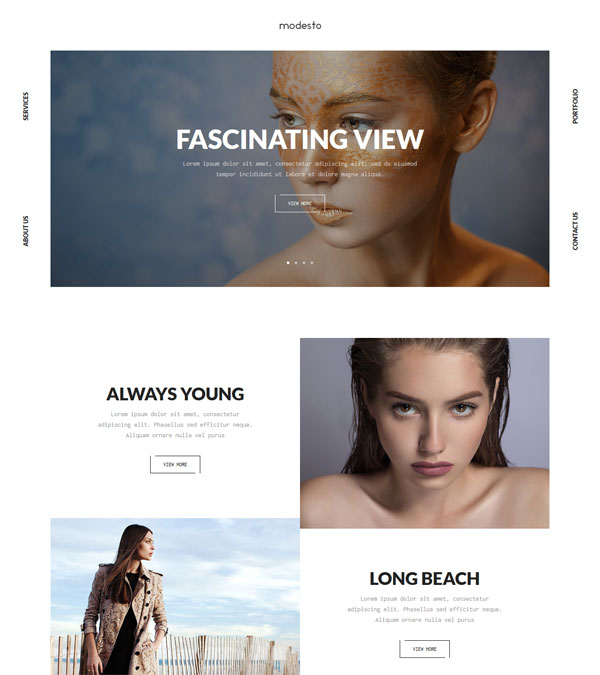 modesto
SERVICES
PORTFOLIO
FASCINATING VIEW
Lorem ipsum dolor sit amet, consectetur adipiscing elit, sed do eiusmod
tempor incididunt ut labore et dolore magna aliqua.
VIEW MORE
ABOUT US
CONTACT US
ALWAYS YOUNG
Lorem ipsum dolor sit amet, consectetur
adipiscing elit. Phasellus sed efficitur neque.
Aliquam ornare nulla vel purus
VIEW MORE
LONG BEACH
Lorem ipsum dolor sit amet, consectetur
adipiscing elit. Phasellus sed efficitur neque.
Aliquam ornare nulla vel purus
VIEW MORE